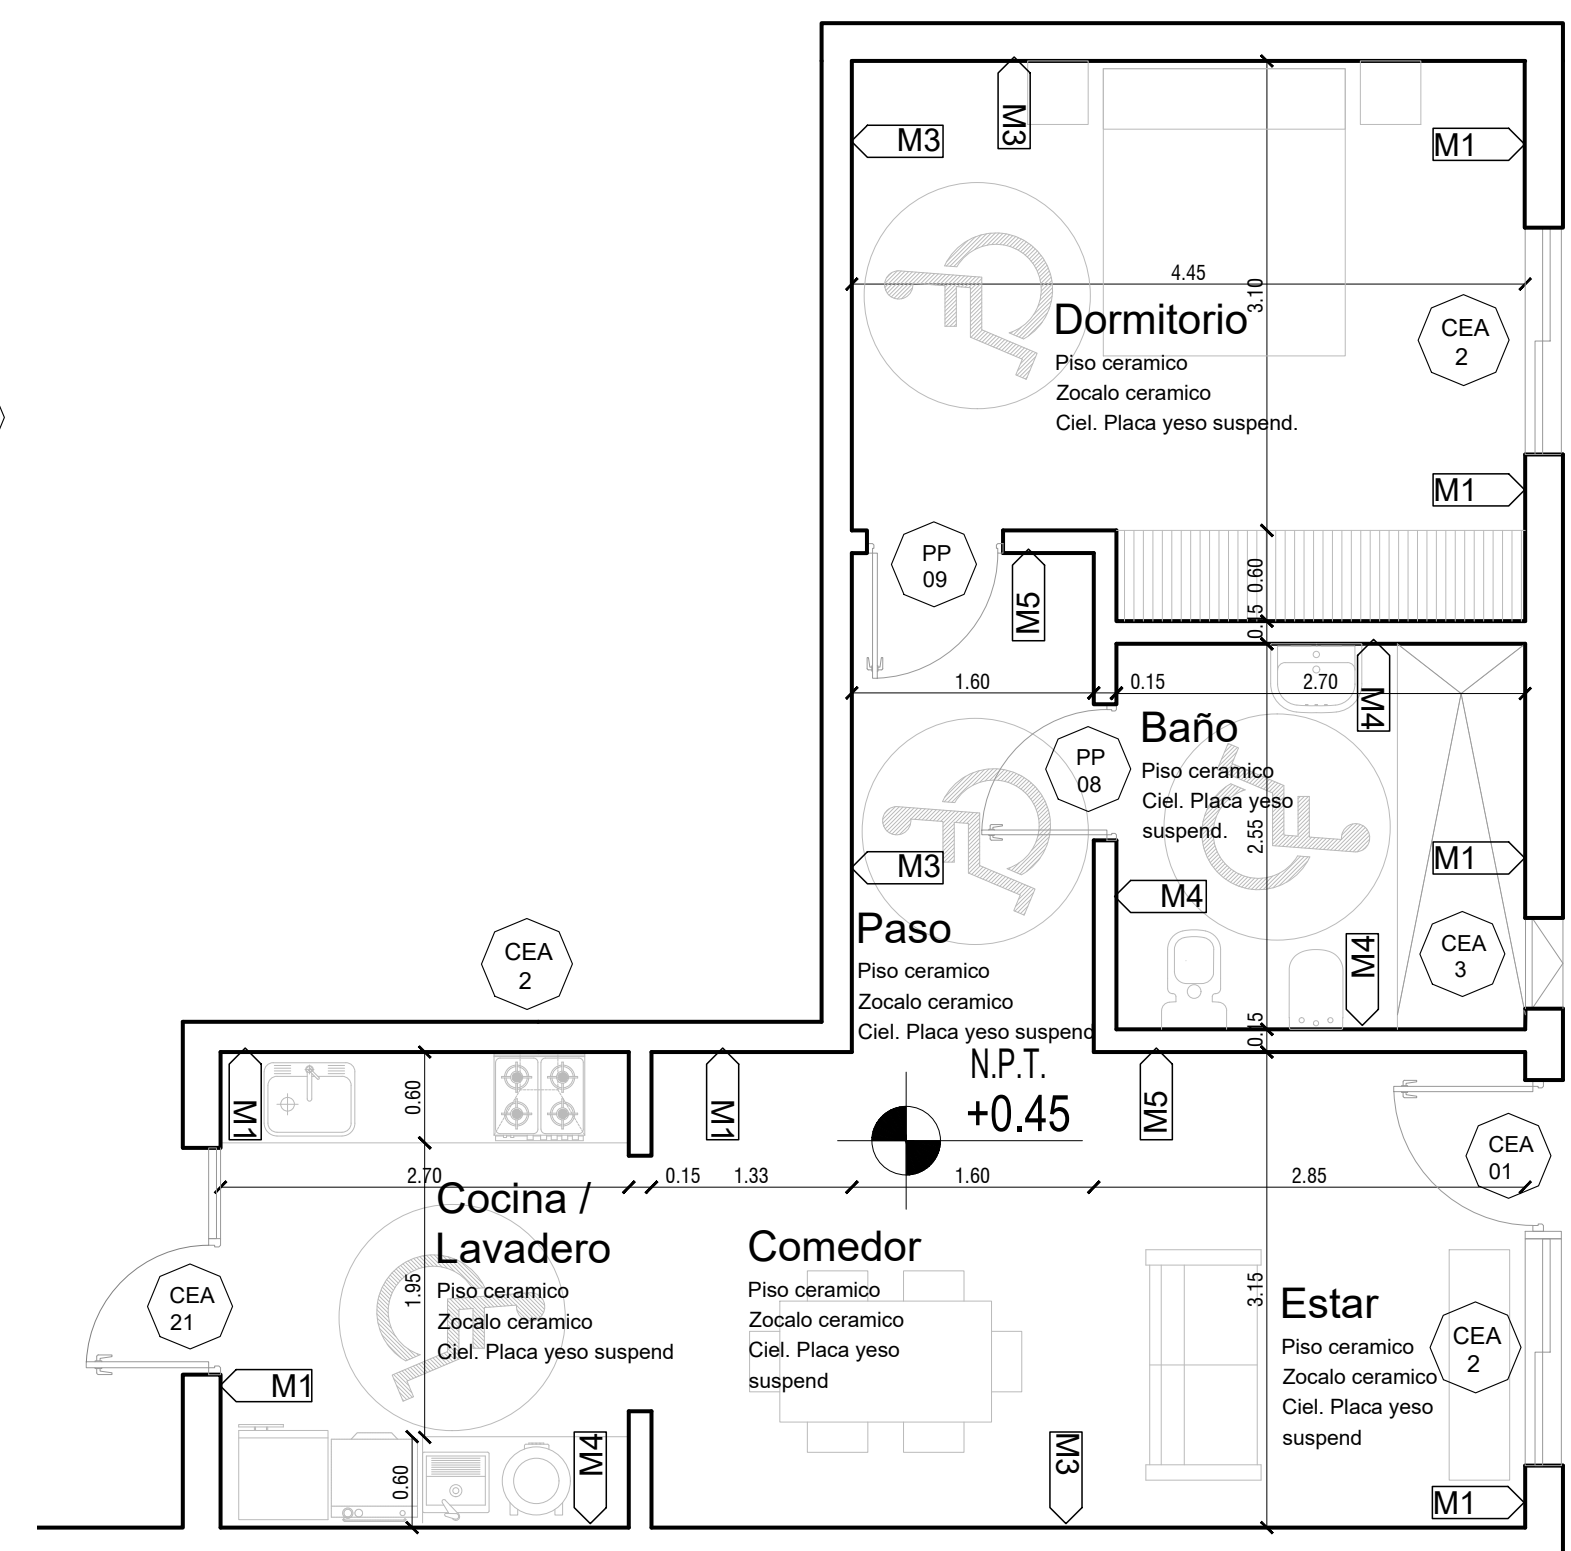 M3
M3
M1
4.45
3.10
Dormitorio
Piso ceramico
Zocalo ceramico
Ciel. Placa yeso suspend.
CEA
2
M1
PP
09
M5
0.60
0.15
1.60
0.15
2.70
M4
Baño
Piso ceramico
Ciel. Placa yeso
suspend.
2.55
PP
08
M3
M1
M4
Paso
Piso ceramico
Zocalo ceramico
Ciel. Placa yeso suspend
M4
CEA
3
CEA
2
0.15
N.P.T.
+0.45
M1
0.60
M1
M5
CEA
01
2.70
0.15
1.33
1.60
2.85
Cocina /
Lavadero
Piso ceramico
Zocalo ceramico
Ciel. Placa yeso suspend
1.95
CEA
21
M1
Comedor
Piso ceramico
Zocalo ceramico
Ciel. Placa yeso
suspend
3.15
Estar
Piso ceramico
Zocalo ceramico
Ciel. Placa yeso
suspend
CEA
2
0.60
M4
M3
M1